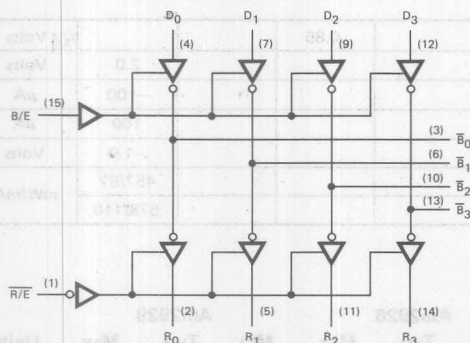 D0 D1 D2 D3
(4) (7) (9) (12)
B/E (15)
(3) B̅0
(6) B̅1
(10) B̅2
(13) B̅3
R̅/̅E̅ (1)
(2) (5) (11) (14)
R0 R1 R2 R3